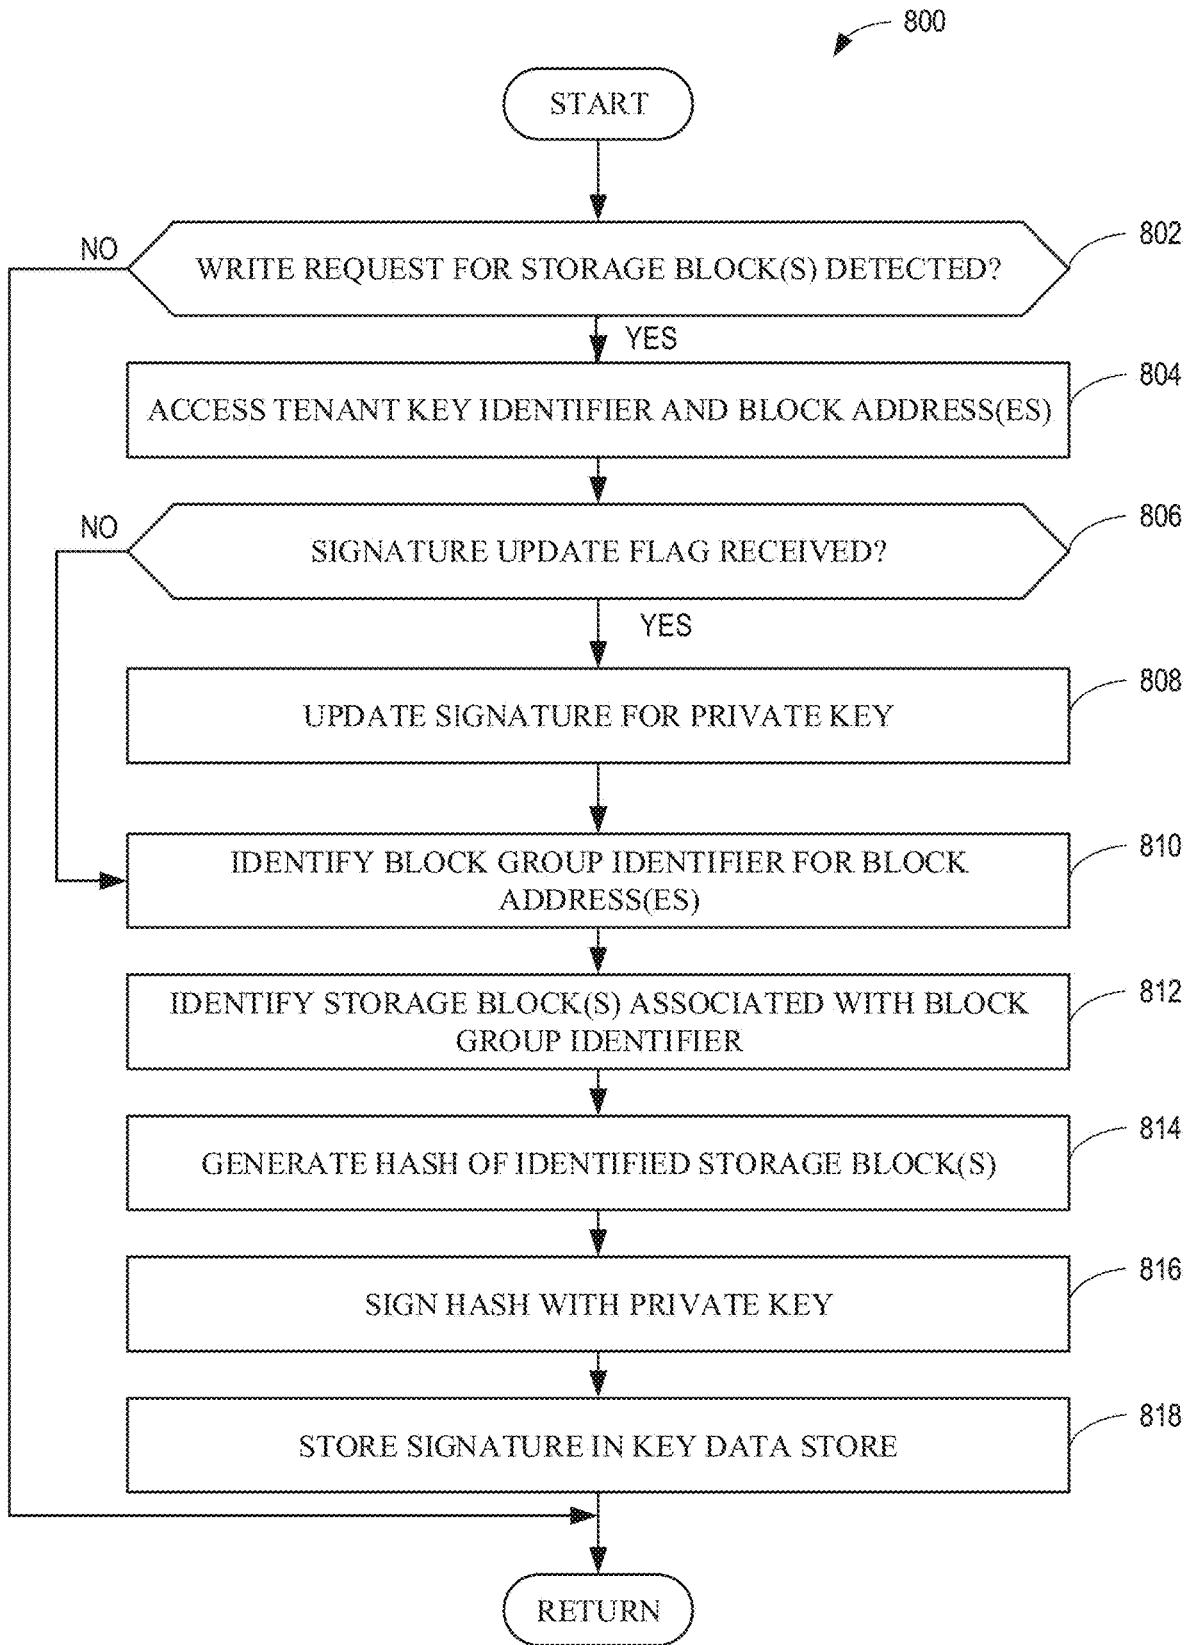 800
START
802
NO
WRITE REQUEST FOR STORAGE BLOCK(S) DETECTED?
YES
804
ACCESS TENANT KEY IDENTIFIER AND BLOCK ADDRESS(ES)
806
NO
SIGNATURE UPDATE FLAG RECEIVED?
YES
808
UPDATE SIGNATURE FOR PRIVATE KEY
810
IDENTIFY BLOCK GROUP IDENTIFIER FOR BLOCK
ADDRESS(ES)
812
IDENTIFY STORAGE BLOCK(S) ASSOCIATED WITH BLOCK
GROUP IDENTIFIER
814
GENERATE HASH OF IDENTIFIED STORAGE BLOCK(S)
816
SIGN HASH WITH PRIVATE KEY
818
STORE SIGNATURE IN KEY DATA STORE
RETURN